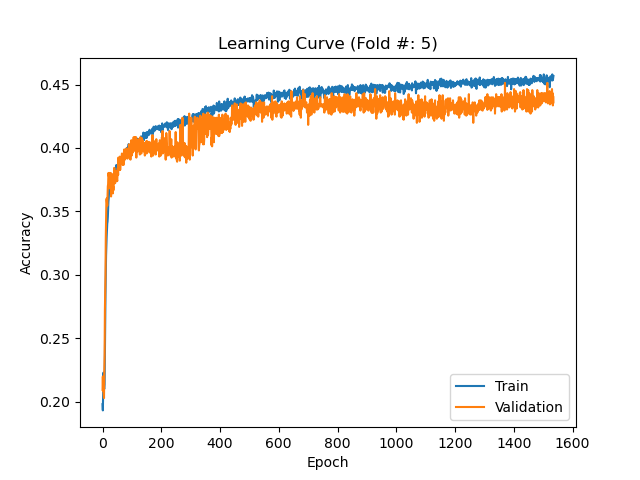 Learning Curve (Fold #: 5)
0.45
0.40
0.35
0.30
0.25
0.20
Accuracy
Train
Validation
0 200 400 600 800 1000 1200 1400 1600
Epoch